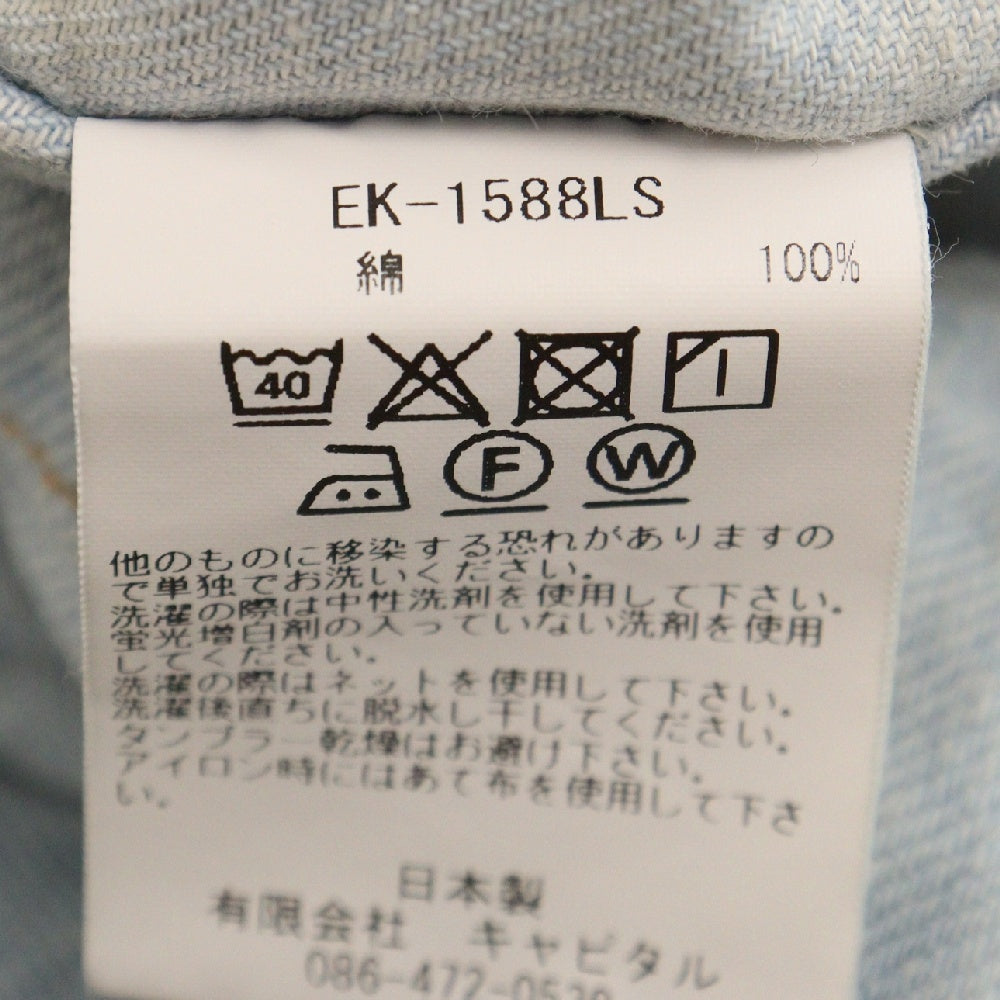 EK-1588LS
綿 100%
40
F W
他のものに移染する恐れがありますの
で単独でお洗いください。
洗濯の際は中性洗剤を使用して下さい。
蛍光増白剤の入っていない洗剤を使用
してください。
洗濯の際はネットを使用して下さい。
洗濯後直ちに脱水し干してください。
タンブラー乾燥はお避け下さい。
アイロン時にはあて布を使用して下さ
い。
日本製
有限会社 キャピタル
086-472-0529